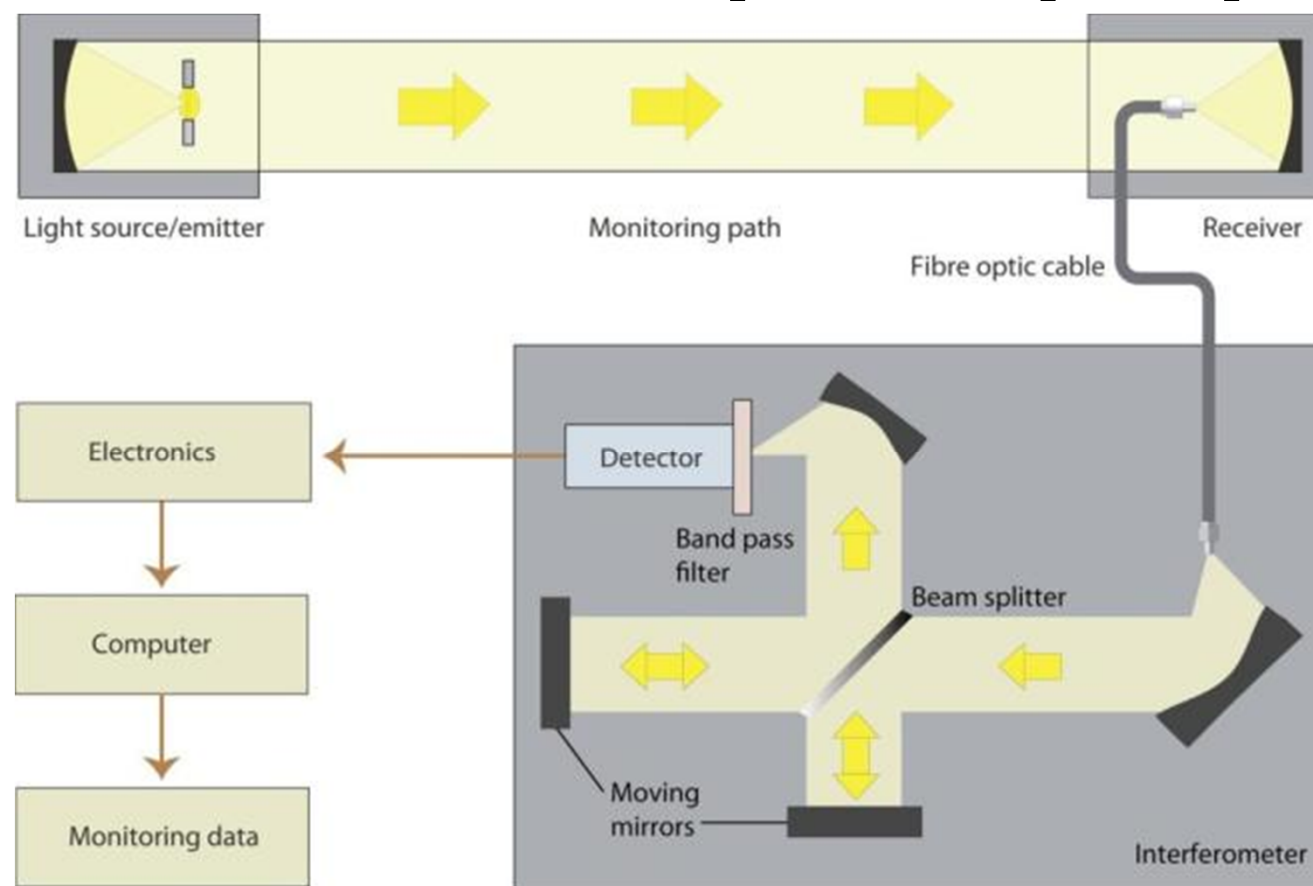 Light source/emitter
Monitoring path
Receiver
Fibre optic cable
Electronics
Detector
Band pass
filter
Beam splitter
Computer
Moving
mirrors
Monitoring data
Interferometer